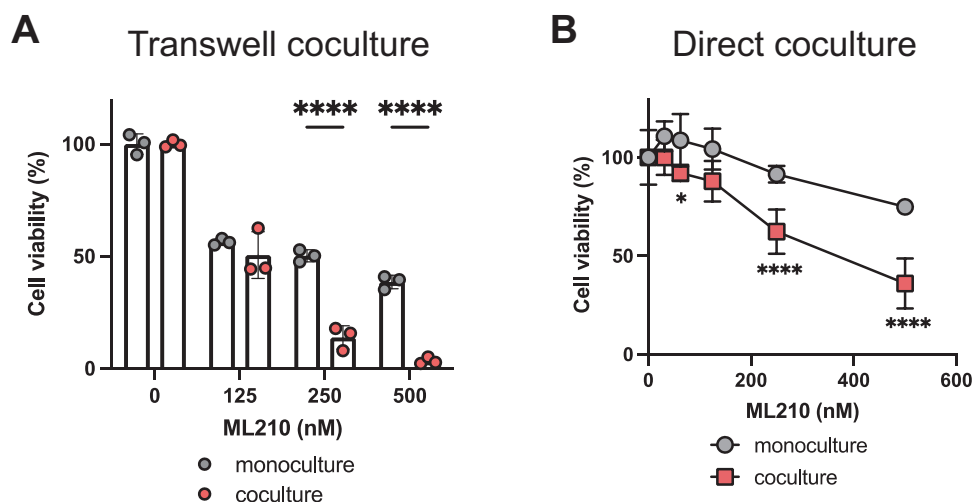 A Transwell coculture
**** ****
100
50
0
Cell viability (%)
0 125 250 500
ML210 (nM)
monoculture
coculture
B Direct coculture
100
50
0
Cell viability (%)
*
****
****
0 200 400 600
ML210 (nM)
monoculture
coculture